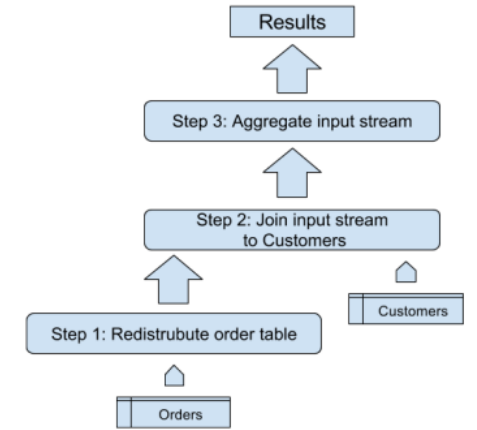 Results
Step 3: Aggregate input stream
Step 2: Join input stream
to Customers
Customers
Step 1: Redistrubute order table
Orders